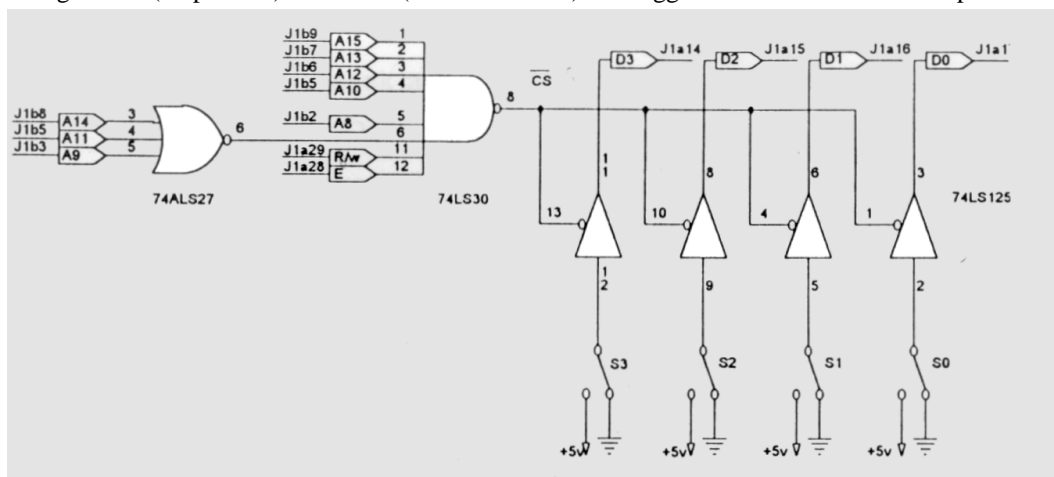 J1b9 A15 1
J1b7 A13 2
J1b6 A12 3
J1b5 A10 4
J1b2 A8 5
6
J1a29 R/w 11
J1a28 E 12
74LS30
8
CS
J1b8 A14 3
J1b5 A11 4
J1b3 A9 5
6
74ALS27
D3 J1a14
D2 J1a15
D1 J1a16
D0 J1a1
11 8 6 3
74LS125
13 10 4 1
12 9 5 2
S3 S2 S1 S0
+5v +5v +5v +5v